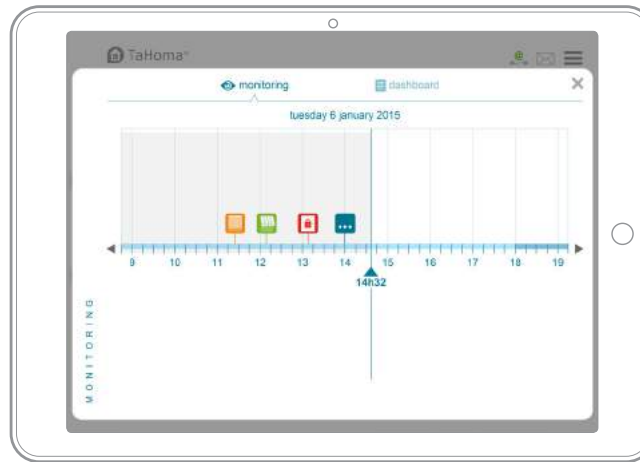 TaHoma®
monitoring dashboard
tuesday 6 january 2015
9 10 11 12 13 14 15 16 17 18 19
14h32
MONITORING